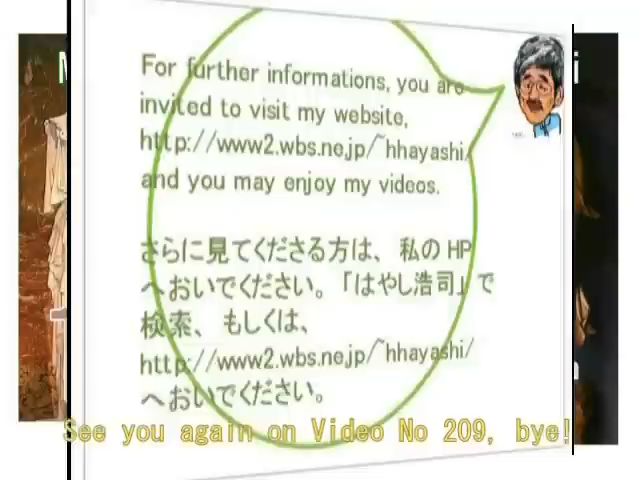 For further informations, you are
invited to visit my website,
http://www2.wbs.ne.jp/~hhayashi/
and you may enjoy my videos.
さらに見てくださる方は、私のHP
へおいでください。「はやし浩司」で
検索、もしくは、
http://www2.wbs.ne.jp/~hhayashi/
へおいでください。
See you again on Video No 209, bye!